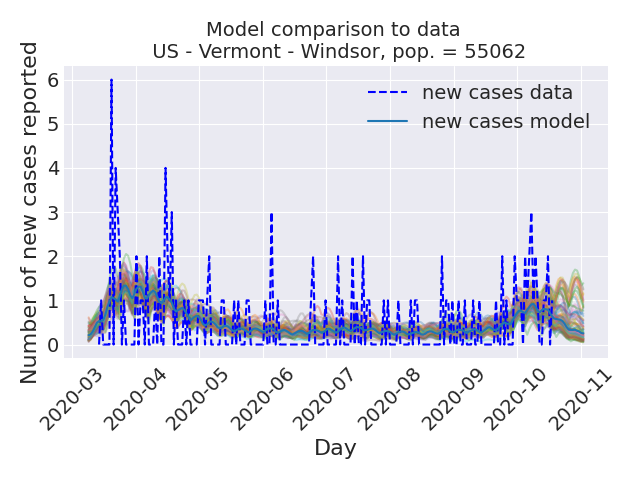 Model comparison to data
US - Vermont - Windsor, pop. = 55062
Number of new cases reported
6
5
4
3
2
1
0
new cases data
new cases model
2020-03
2020-04
2020-05
2020-06
2020-07
2020-08
2020-09
2020-10
2020-11
Day